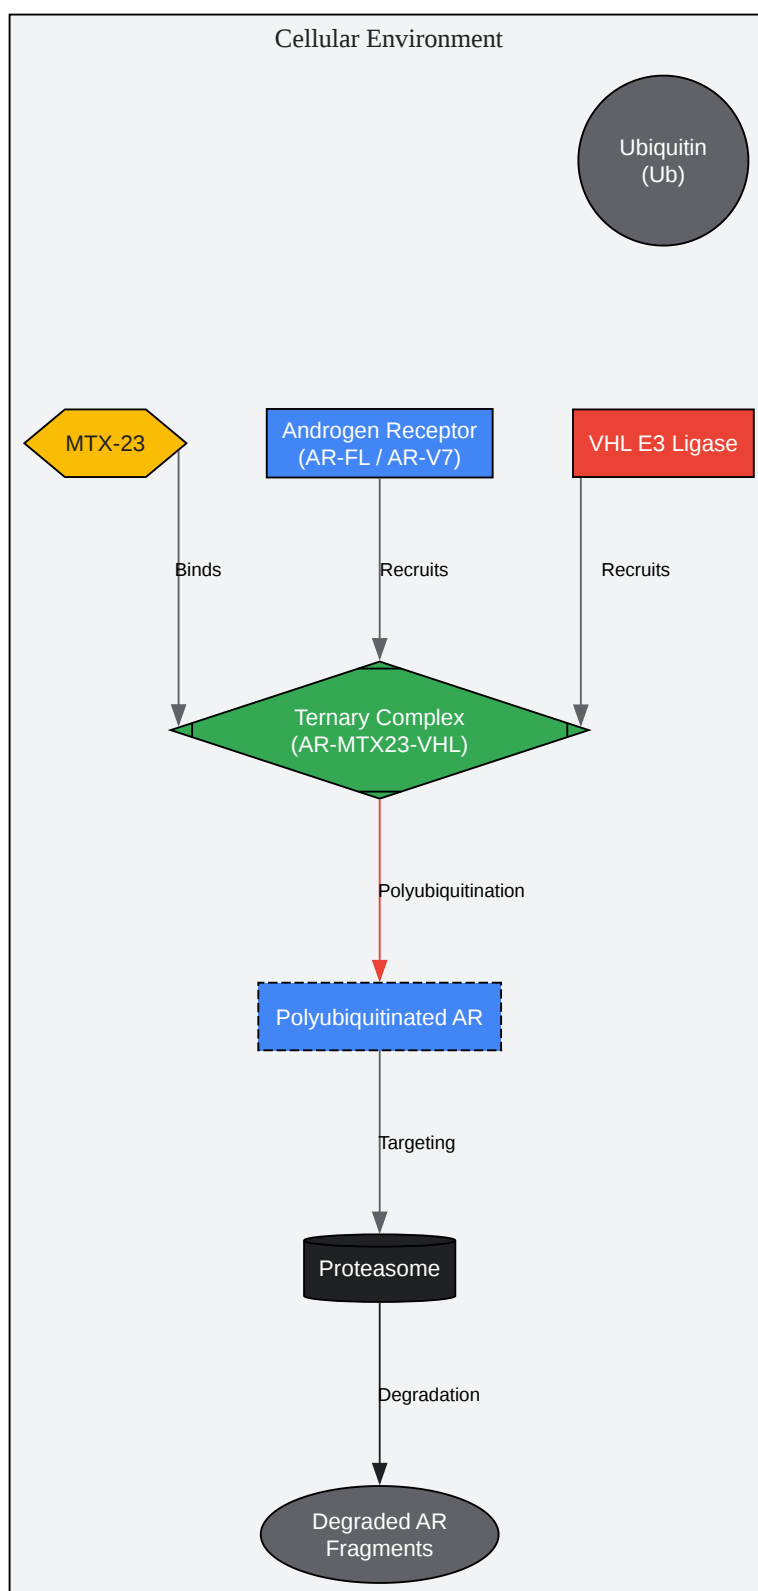 Cellular Environment
Ubiquitin
(Ub)
MTX-23
Androgen Receptor
(AR-FL / AR-V7)
VHL E3 Ligase
Binds
Recruits
Recruits
Ternary Complex
(AR-MTX23-VHL)
Polyubiquitination
Polyubiquitinated AR
Targeting
Proteasome
Degradation
Degraded AR
Fragments